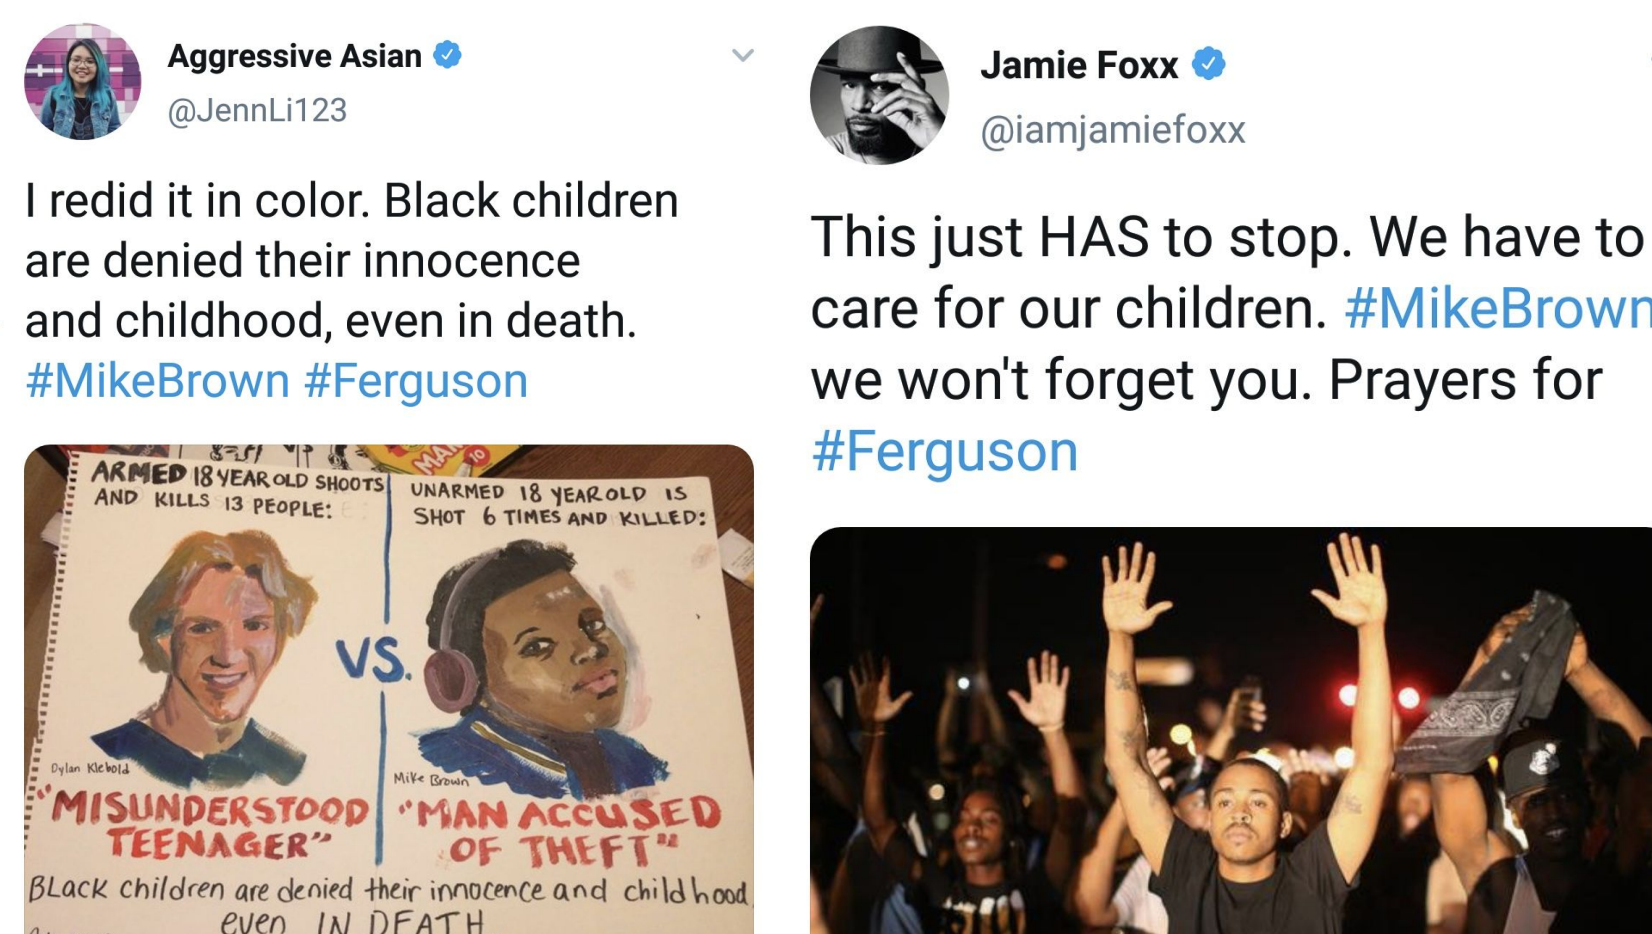 Aggressive Asian
@JennLi123
I redid it in color. Black children
are denied their innocence
and childhood, even in death.
#MikeBrown #Ferguson
ARMED 18 YEAR OLD SHOOTS
AND KILLS 13 PEOPLE:
UNARMED 18 YEAR OLD IS
SHOT 6 TIMES AND KILLED:
VS.
Dylan Klebold
Mike Brown
"MISUNDERSTOOD
TEENAGER"
"MAN ACCUSED
OF THEFT"
BLACK children are denied their innocence and childhood,
even IN DEATH
Jamie Foxx
@iamjamiefoxx
This just HAS to stop. We have to
care for our children. #MikeBrown
we won't forget you. Prayers for
#Ferguson